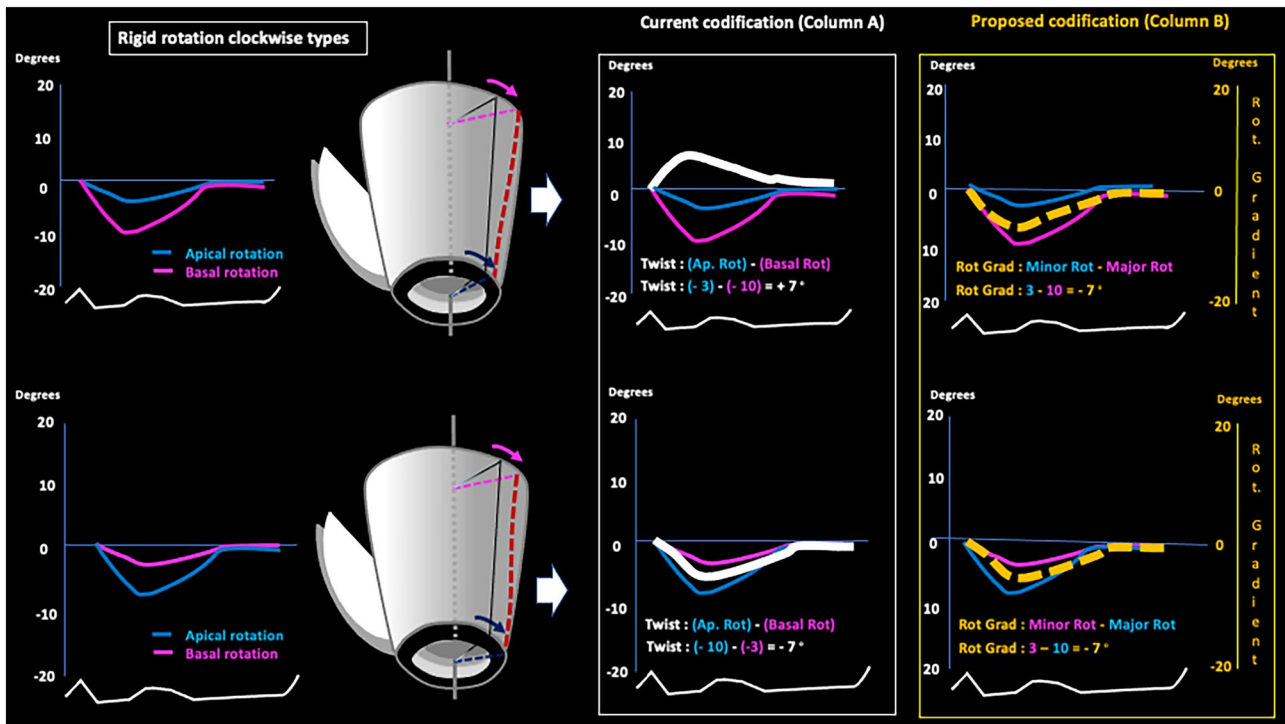 Rigid rotation clockwise types
Current codification (Column A)
Proposed codification (Column B)
Degrees
20
10
0
-10
-20
Apical rotation
Basal rotation
Degrees
20
10
0
-10
-20
Twist : (Ap. Rot) - (Basal Rot)
Twist : (- 3) - (- 10) = + 7°
Degrees
20
10
0
10
20
Rot Grad : Minor Rot - Major Rot
Rot Grad : 3 - 10 = - 7°
Degrees
20
0
-20
Rot. Gradient
Degrees
20
10
0
-10
-20
Apical rotation
Basal rotation
Degrees
20
10
0
-10
-20
Twist : (Ap. Rot) - (Basal Rot)
Twist : (- 10) - (-3) = - 7°
Degrees
20
10
0
10
20
Rot Grad : Minor Rot - Major Rot
Rot Grad : 3 – 10 = - 7°
Degrees
20
0
-20
Rot. Gradient